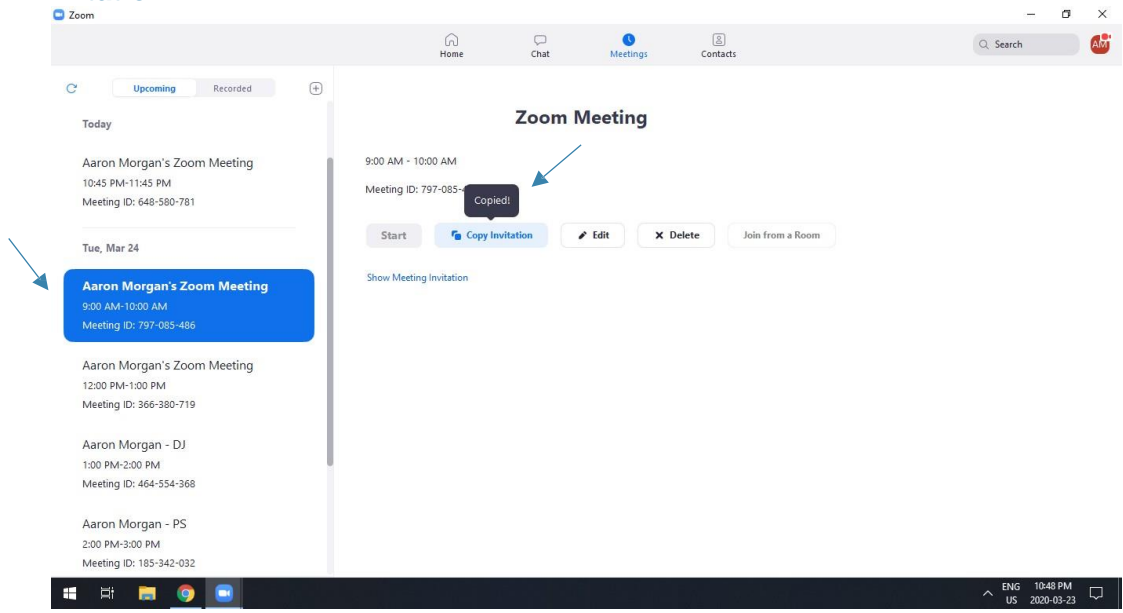 Zoom
Home
Chat
Meetings
Contacts
Search
AM
Upcoming
Recorded
Today
Aaron Morgan's Zoom Meeting
10:45 PM-11:45 PM
Meeting ID: 648-580-781
Tue, Mar 24
Aaron Morgan's Zoom Meeting
9:00 AM-10:00 AM
Meeting ID: 797-085-486
Aaron Morgan's Zoom Meeting
12:00 PM-1:00 PM
Meeting ID: 366-380-719
Aaron Morgan - DJ
1:00 PM-2:00 PM
Meeting ID: 464-554-368
Aaron Morgan - PS
2:00 PM-3:00 PM
Meeting ID: 185-342-032
Zoom Meeting
9:00 AM - 10:00 AM
Meeting ID: 797-085-
Copied!
Start
Copy Invitation
Edit
Delete
Join from a Room
Show Meeting Invitation
ENG
US
10:48 PM
2020-03-23